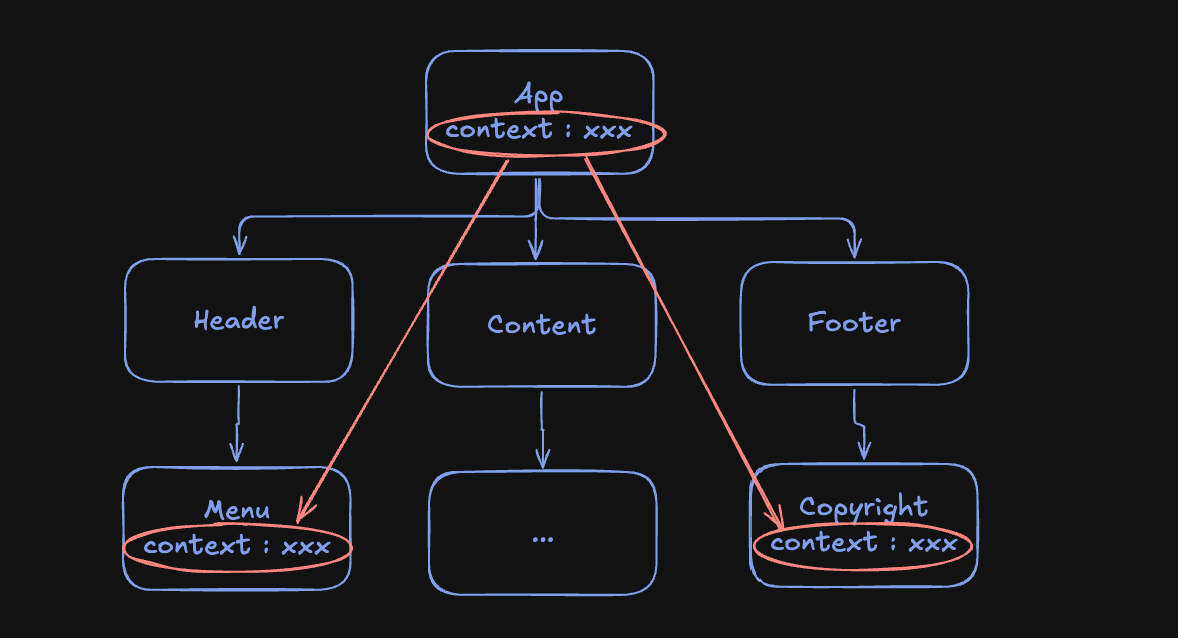 App
context : xxx
Header
Content
Footer
Menu
context : xxx
...
Copyright
context : xxx